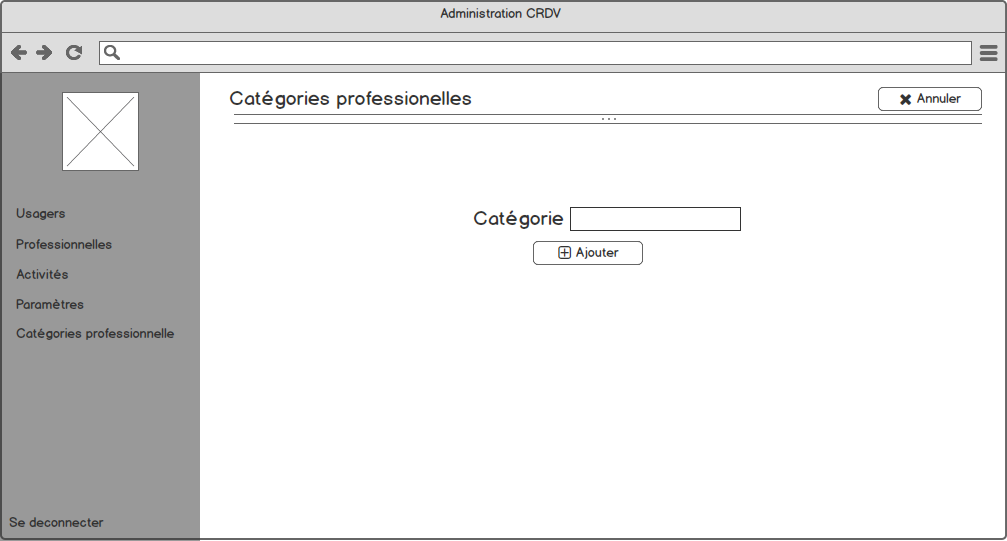 Administration CRDV
Catégories professionelles
Annuler
Usagers
Professionnelles
Activités
Paramètres
Catégories professionnelle
Catégorie
Ajouter
Se deconnecter